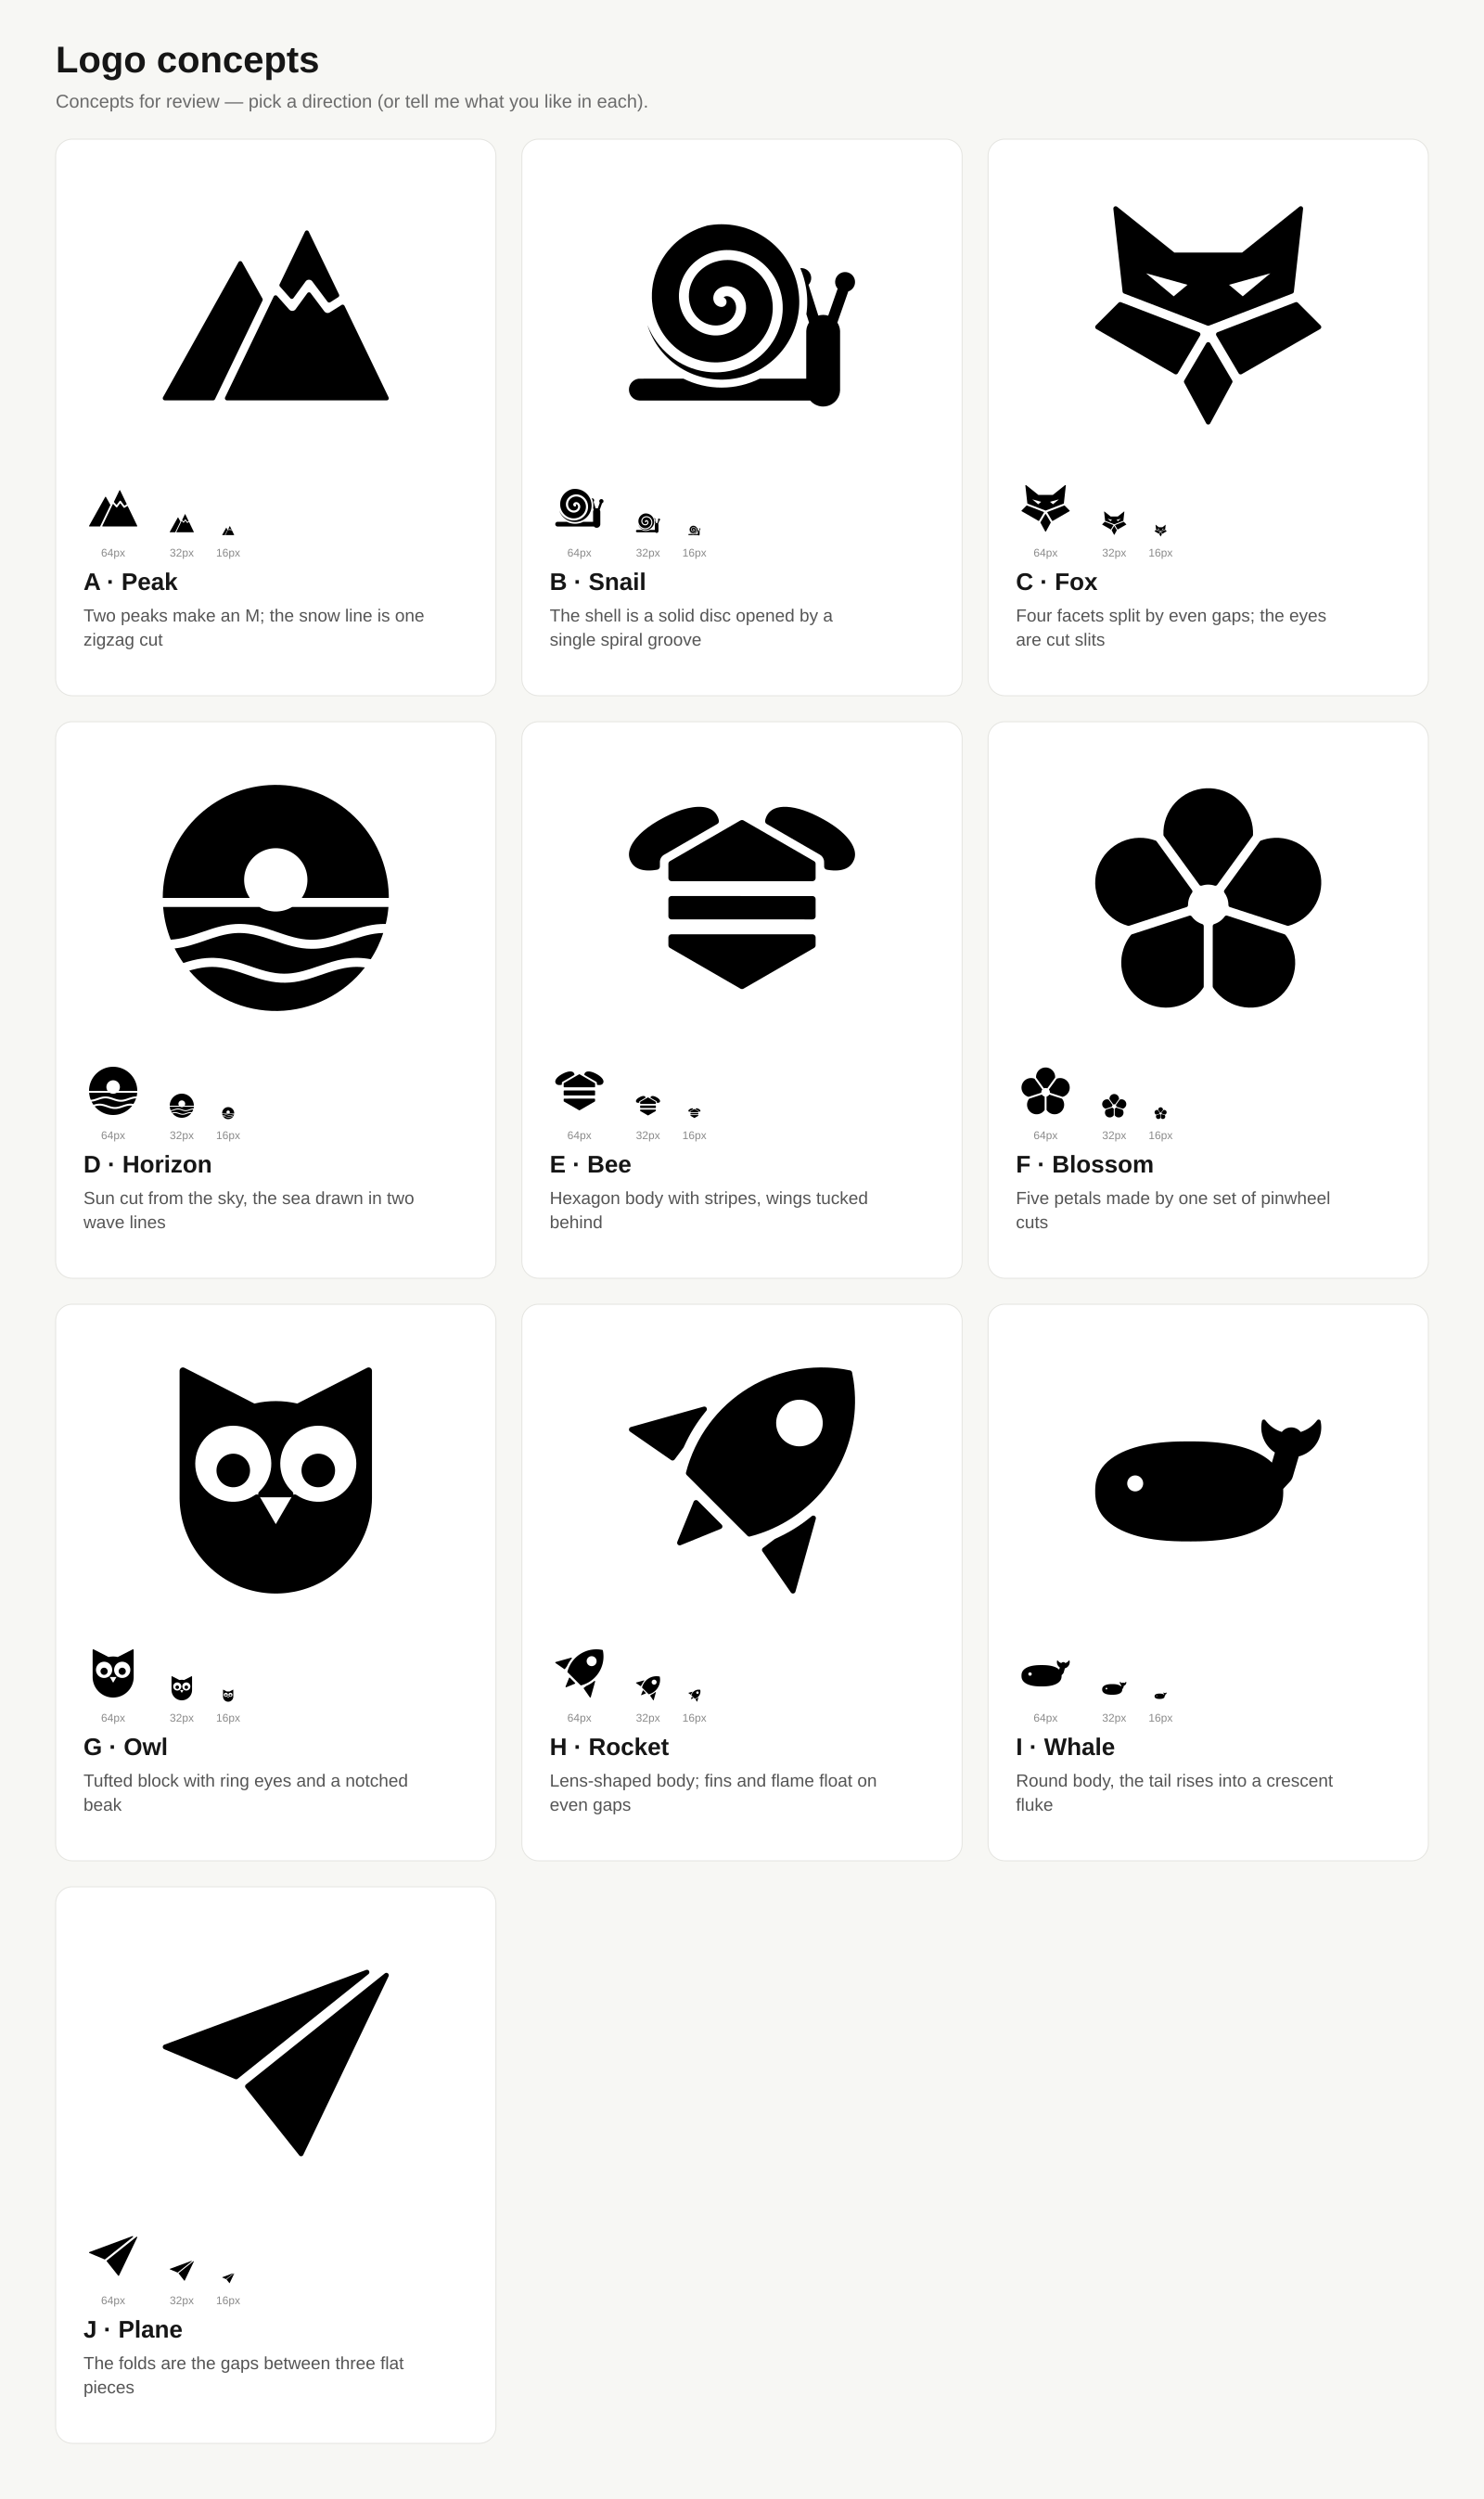 Logo concepts
Concepts for review — pick a direction (or tell me what you like in each).
64px 32px 16px
A · Peak
Two peaks make an M; the snow line is one
zigzag cut
64px 32px 16px
B · Snail
The shell is a solid disc opened by a
single spiral groove
64px 32px 16px
C · Fox
Four facets split by even gaps; the eyes
are cut slits
64px 32px 16px
D · Horizon
Sun cut from the sky, the sea drawn in two
wave lines
64px 32px 16px
E · Bee
Hexagon body with stripes, wings tucked
behind
64px 32px 16px
F · Blossom
Five petals made by one set of pinwheel
cuts
64px 32px 16px
G · Owl
Tufted block with ring eyes and a notched
beak
64px 32px 16px
H · Rocket
Lens-shaped body; fins and flame float on
even gaps
64px 32px 16px
I · Whale
Round body, the tail rises into a crescent
fluke
64px 32px 16px
J · Plane
The folds are the gaps between three flat
pieces